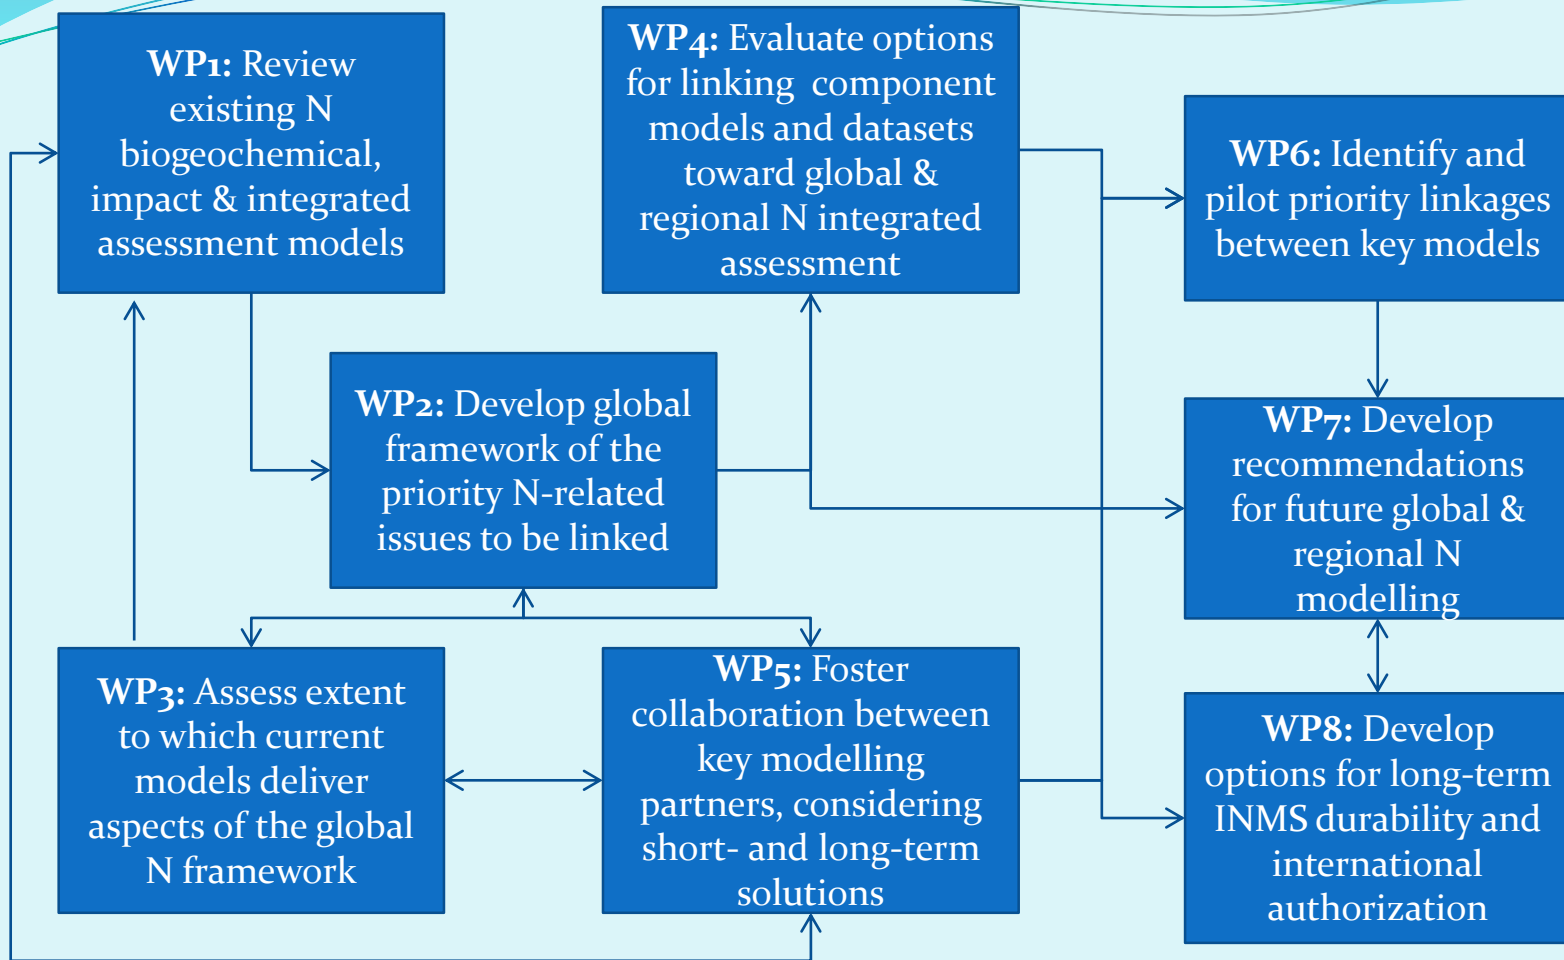 WP1: Review
existing N
biogeochemical,
impact & integrated
assessment models
WP4: Evaluate options
for linking component
models and datasets
toward global &
regional N integrated
assessment
WP6: Identify and
pilot priority linkages
between key models
WP2: Develop global
framework of the
priority N-related
issues to be linked
WP7: Develop
recommendations
for future global &
regional N
modelling
WP3: Assess extent
to which current
models deliver
aspects of the global
N framework
WP5: Foster
collaboration between
key modelling
partners, considering
short- and long-term
solutions
WP8: Develop
options for long-term
INMS durability and
international
authorization